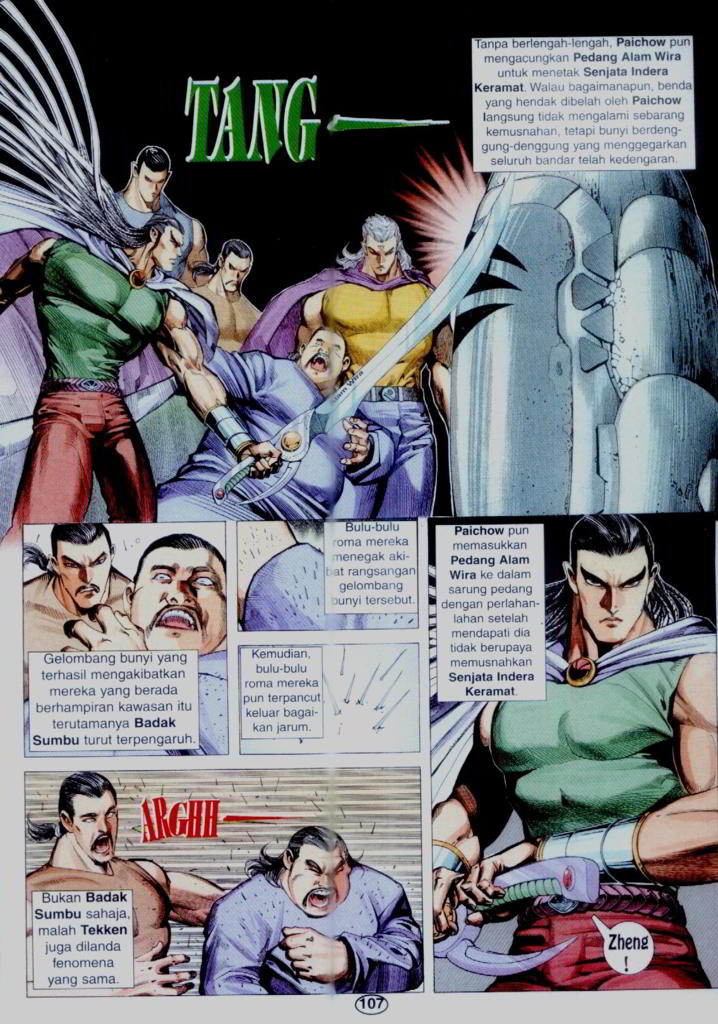 Tanpa berlengah-lengah, Paichow pun
mengacungkan Pedang Alam Wira
untuk menetak Senjata Indera
Keramat. Walau bagaimanapun, benda
yang hendak dibelah oleh Paichow
langsung tidak mengalami sebarang
kemusnahan, tetapi bunyi berdeng-
gung-denggung yang menggegarkan
seluruh bandar telah kedengaran.
TANG
Alam Wira
Gelombang bunyi yang
terhasil mengakibatkan
mereka yang berada
berhampiran kawasan itu
terutamanya Badak
Sumbu turut terpengaruh.
Bulu-bulu
roma mereka
menegak aki-
bat rangsangan
gelombang
bunyi tersebut.
Kemudian,
bulu-bulu
roma mereka
pun terpancut
keluar bagai-
kan jarum.
Paichow pun
memasukkan
Pedang Alam
Wira ke dalam
sarung pedang
dengan perlahan-
lahan setelah
mendapati dia
tidak berupaya
memusnahkan
Senjata Indera
Keramat.
ARGHH
Bukan Badak
Sumbu sahaja,
malah Tekken
juga dilanda
fenomena
yang sama.
Zheng
!
107